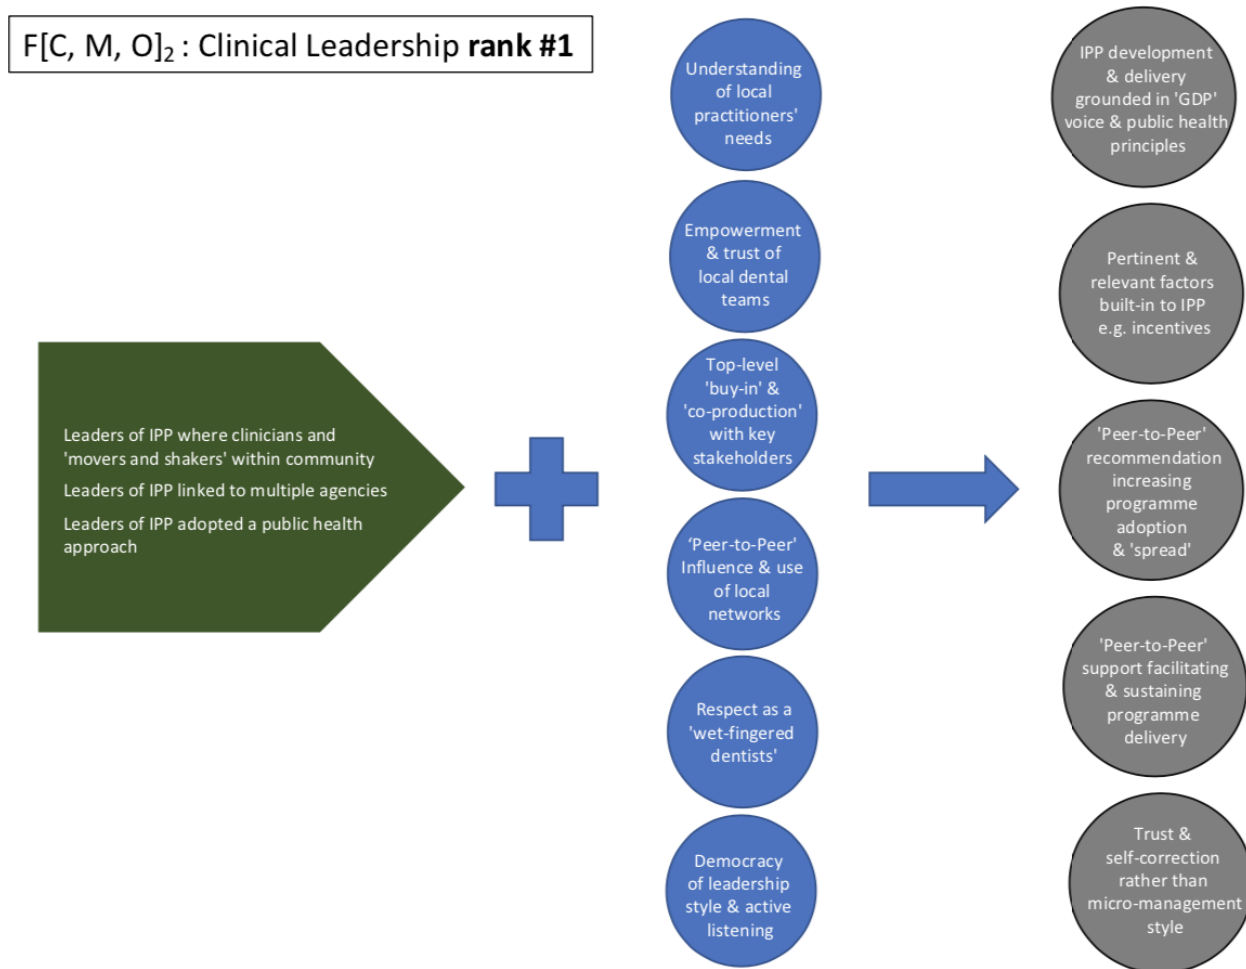 F[C, M, O]₂ : Clinical Leadership rank #1
Leaders of IPP where clinicians and
'movers and shakers' within community
Leaders of IPP linked to multiple agencies
Leaders of IPP adopted a public health
approach
Understanding
of local
practitioners'
needs
Empowerment
& trust of
local dental
teams
Top-level
'buy-in' &
'co-production'
with key
stakeholders
‘Peer-to-Peer'
Influence & use
of local
networks
Respect as a
'wet-fingered
dentists'
Democracy
of leadership
style & active
listening
IPP development
& delivery
grounded in 'GDP'
voice & public health
principles
Pertinent &
relevant factors
built-in to IPP
e.g. incentives
'Peer-to-Peer'
recommendation
increasing
programme
adoption
& 'spread'
'Peer-to-Peer'
support facilitating
& sustaining
programme
delivery
Trust &
self-correction
rather than
micro-management
style